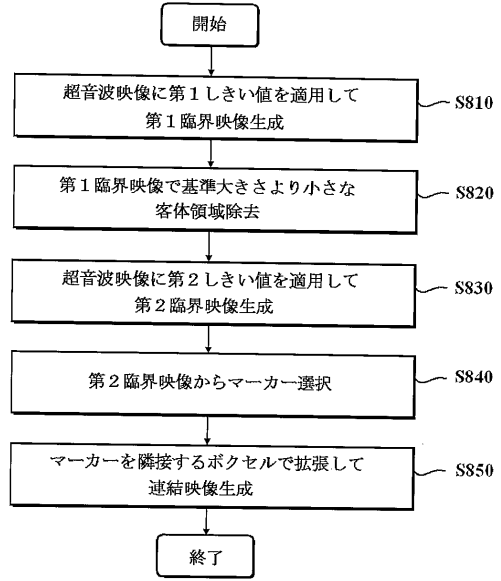 開始
超音波映像に第1しきい値を適用して
第1臨界映像生成
S810
第1臨界映像で基準大きさより小さな
客体領域除去
S820
超音波映像に第2しきい値を適用して
第2臨界映像生成
S830
第2臨界映像からマーカー選択
S840
マーカーを隣接するボクセルで拡張して
連結映像生成
S850
終了